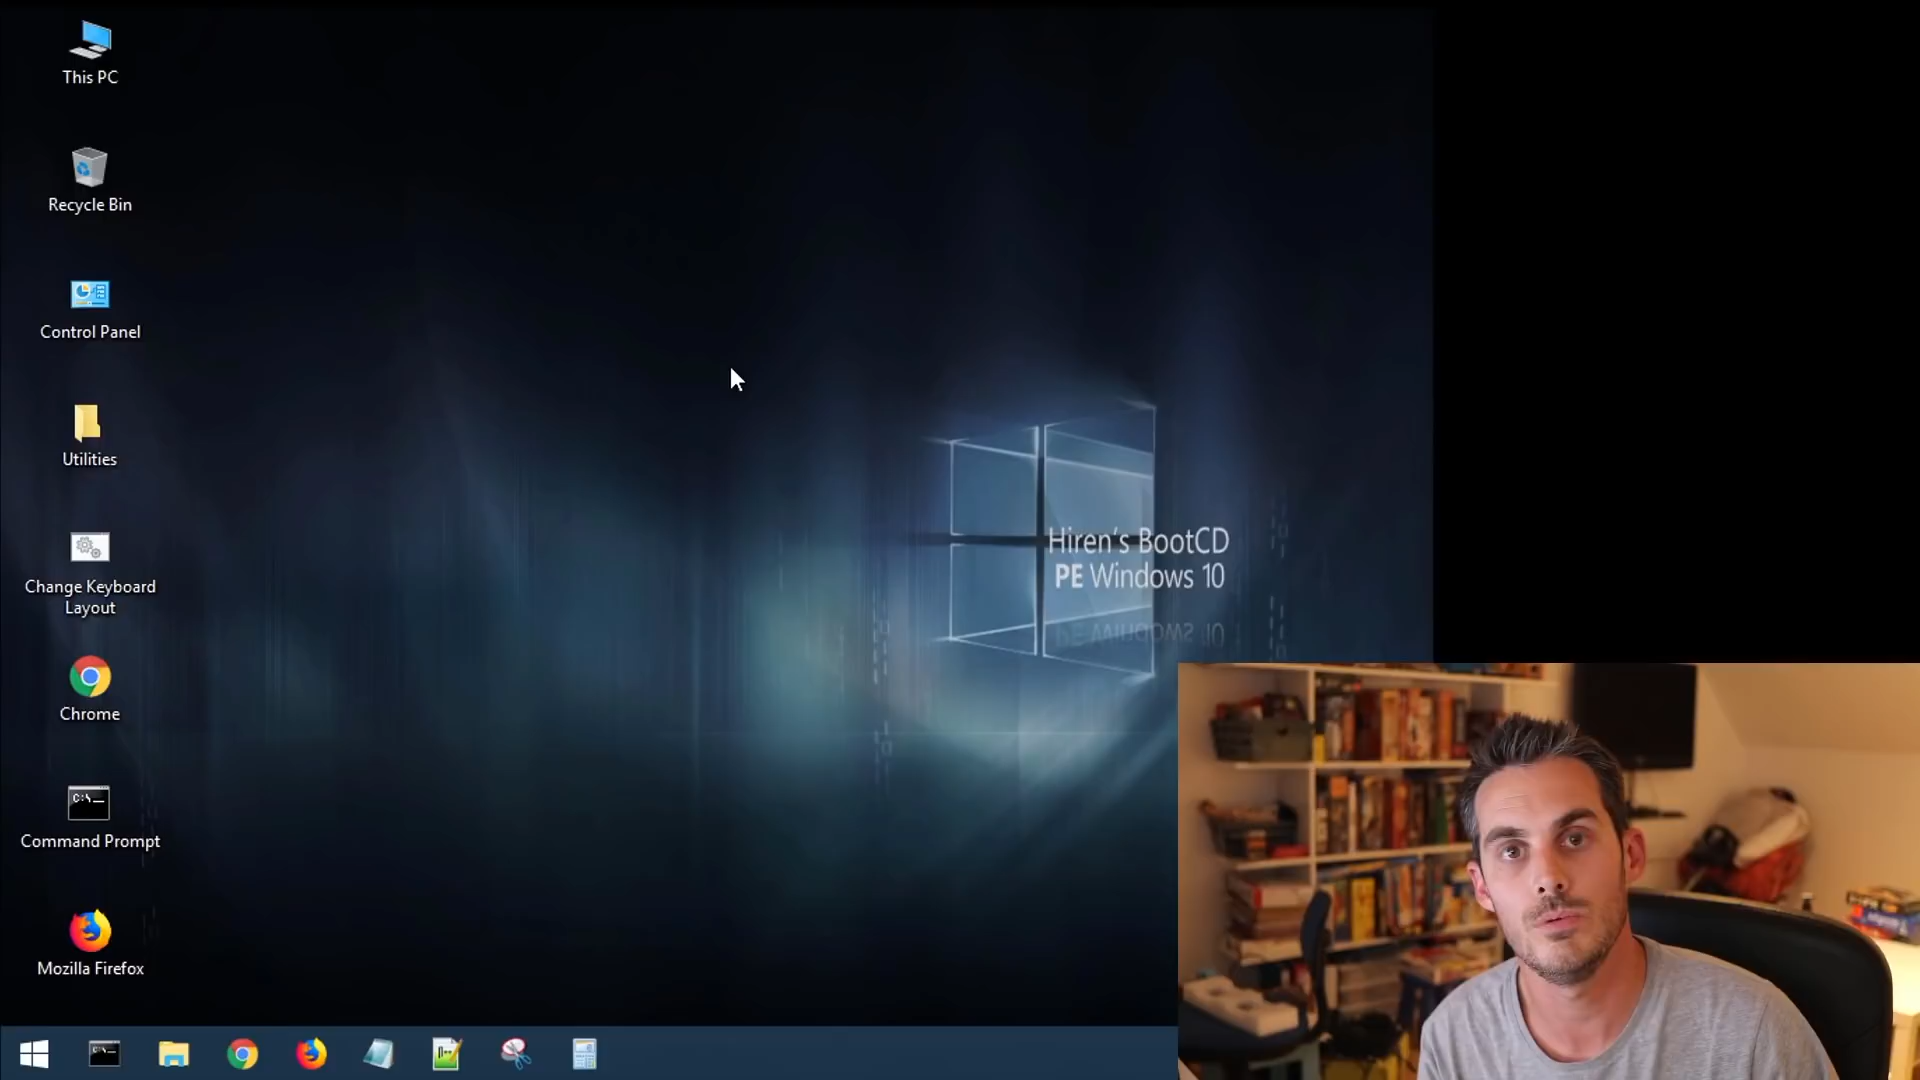 This PC
Recycle Bin
Control Panel
Utilities
Change Keyboard
Layout
Chrome
Command Prompt
Mozilla Firefox
Hiren's BootCD
PE Windows 10